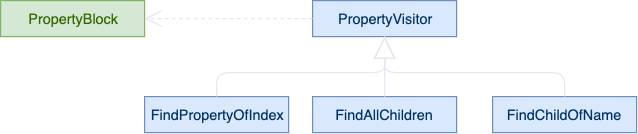 PropertyBlock
PropertyVisitor
FindPropertyOfIndex
FindAllChildren
FindChildOfName